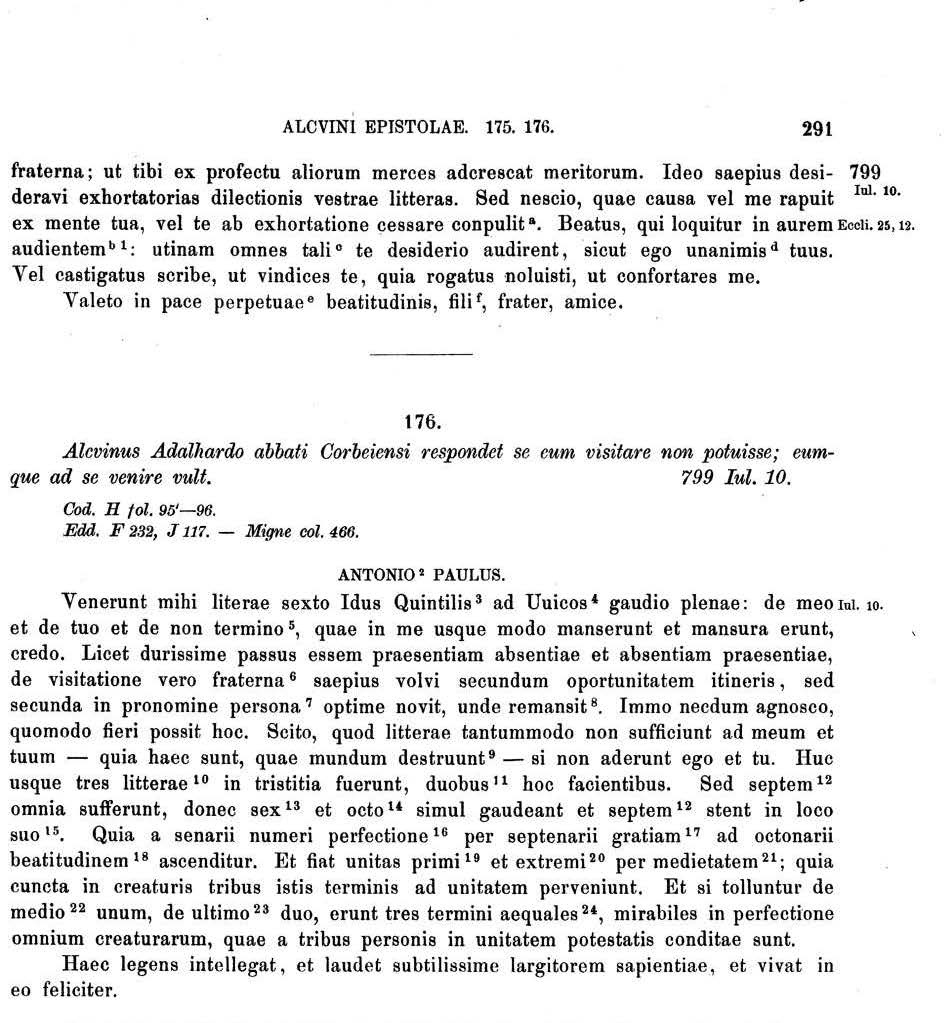 ALCVINI EPISTOLAE. 175. 176. 291
fraterna; ut tibi ex profectu aliorum merces adcrescat meritorum. Ideo saepius desi- 799
deravi exhortatorias dilectionis vestrae litteras. Sed nescio, quae causa vel me rapuit Iul. 10.
ex mente tua, vel te ab exhortatione cessare conpulit ᵃ. Beatus, qui loquitur in aurem Eccli. 25, 12.
audientem ᵇ ¹: utinam omnes tali ᶜ te desiderio audirent, sicut ego unanimis ᵈ tuus.
Vel castigatus scribe, ut vindices te, quia rogatus noluisti, ut confortares me.
Valeto in pace perpetuae ᵉ beatitudinis, fili ᶠ, frater, amice.
176.
Alcvinus Adalhardo abbati Corbeiensi respondet se eum visitare non potuisse; eum-
que ad se venire vult. 799 Iul. 10.
Cod. H fol. 95'—96.
Edd. F 232, J 117. — Migne col. 466.
ANTONIO ² PAULUS.
Venerunt mihi literae sexto Idus Quintilis ³ ad Uuicos ⁴ gaudio plenae: de meo Iul. 10.
et de tuo et de non termino ⁵, quae in me usque modo manserunt et mansura erunt,
credo. Licet durissime passus essem praesentiam absentiae et absentiam praesentiae,
de visitatione vero fraterna ⁶ saepius volvi secundum oportunitatem itineris, sed
secunda in pronomine persona ⁷ optime novit, unde remansit ⁸. Immo necdum agnosco,
quomodo fieri possit hoc. Scito, quod litterae tantummodo non sufficiunt ad meum et
tuum — quia haec sunt, quae mundum destruunt ⁹ — si non aderunt ego et tu. Huc
usque tres litterae ¹⁰ in tristitia fuerunt, duobus ¹¹ hoc facientibus. Sed septem ¹²
omnia sufferunt, donec sex ¹³ et octo ¹⁴ simul gaudeant et septem ¹² stent in loco
suo ¹⁵. Quia a senarii numeri perfectione ¹⁶ per septenarii gratiam ¹⁷ ad octonarii
beatitudinem ¹⁸ ascenditur. Et fiat unitas primi ¹⁹ et extremi ²⁰ per medietatem ²¹; quia
cuncta in creaturis tribus istis terminis ad unitatem perveniunt. Et si tolluntur de
medio ²² unum, de ultimo ²³ duo, erunt tres termini aequales ²⁴, mirabiles in perfectione
omnium creaturarum, quae a tribus personis in unitatem potestatis conditae sunt.
Haec legens intellegat, et laudet subtilissime largitorem sapientiae, et vivat in
eo feliciter.